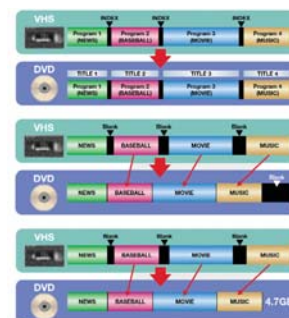 VHS
INDEX INDEX INDEX
Program 1 Program 2 Program 3 Program 4
(NEWS) (BASEBALL) (MOVIE) (MUSIC)
DVD
TITLE 1 TITLE 2 TITLE 3 TITLE 4
Program 1 Program 2 Program 3 Program 4
(NEWS) (BASEBALL) (MOVIE) (MUSIC)
VHS
Blank Blank Blank
NEWS BASEBALL MOVIE MUSIC
DVD
Blank
NEWS BASEBALL MOVIE MUSIC
VHS
Blank Blank Blank
NEWS BASEBALL MOVIE MUSIC
DVD
NEWS BASEBALL MOVIE MUSIC 4.7G